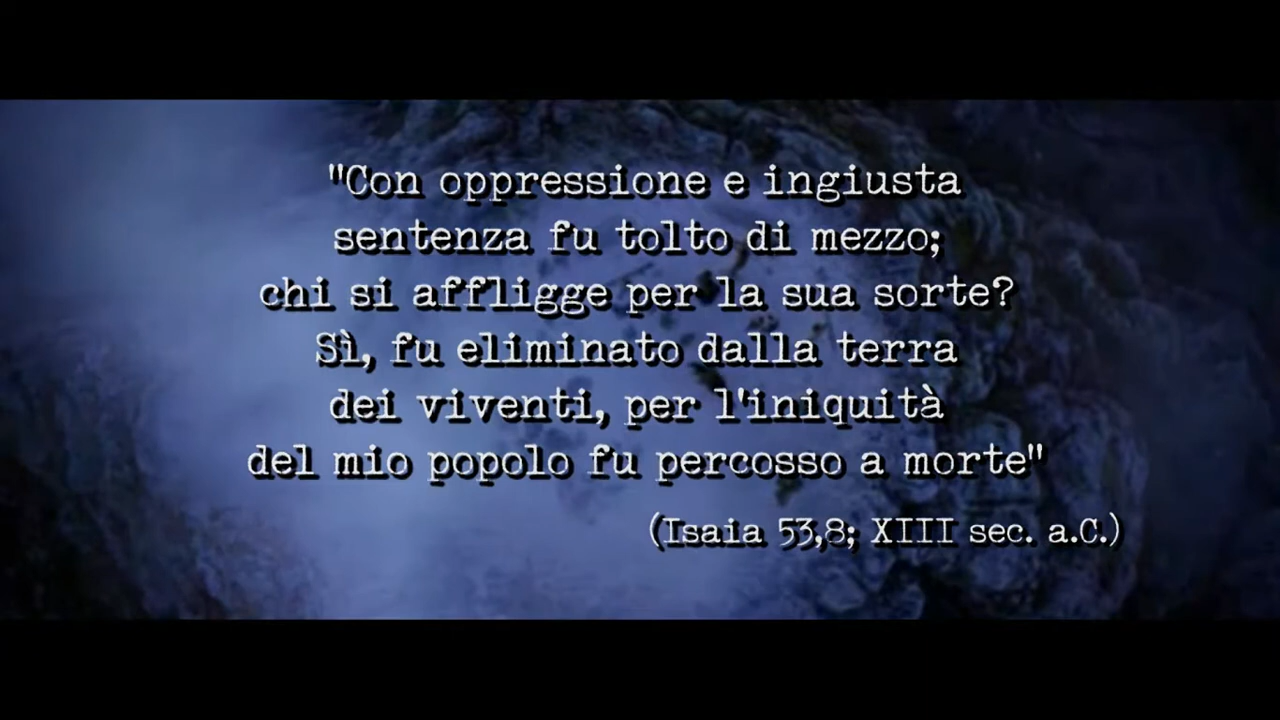 "Con oppressione e ingiusta
sentenza fu tolto di mezzo;
chi si affligge per la sua sorte?
Sì, fu eliminato dalla terra
dei viventi, per l'iniquità
del mio popolo fu percosso a morte"
(Isaia 53,8; XIII sec. a.C.)